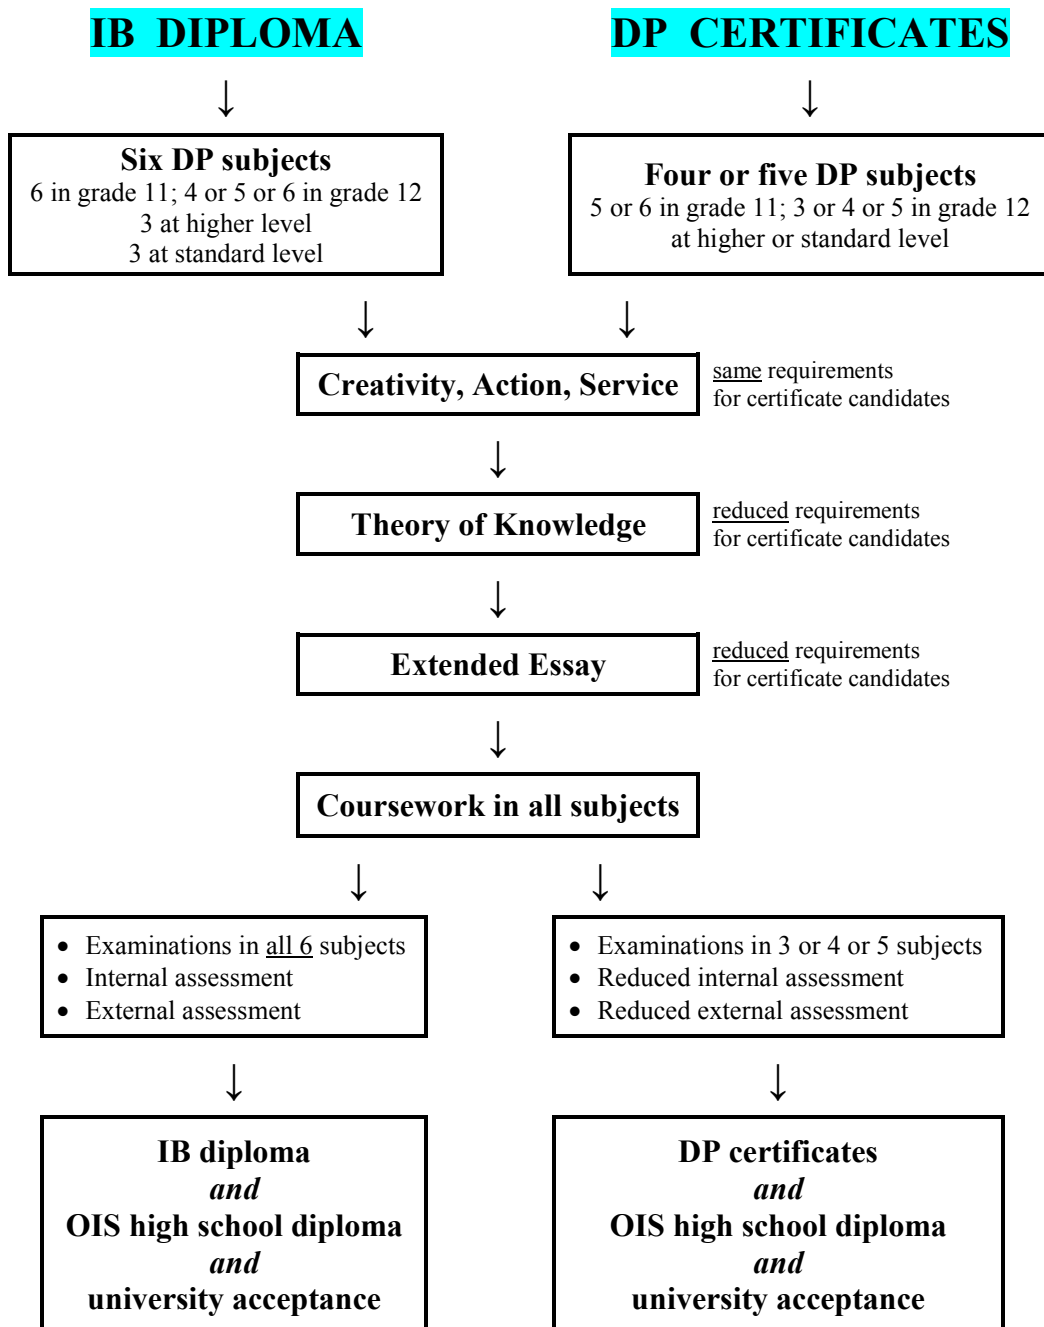 IB DIPLOMA
DP CERTIFICATES
Six DP subjects
6 in grade 11; 4 or 5 or 6 in grade 12
3 at higher level
3 at standard level
Four or five DP subjects
5 or 6 in grade 11; 3 or 4 or 5 in grade 12
at higher or standard level
Creativity, Action, Service
same requirements
for certificate candidates
Theory of Knowledge
reduced requirements
for certificate candidates
Extended Essay
reduced requirements
for certificate candidates
Coursework in all subjects
• Examinations in all 6 subjects
• Internal assessment
• External assessment
• Examinations in 3 or 4 or 5 subjects
• Reduced internal assessment
• Reduced external assessment
IB diploma
and
OIS high school diploma
and
university acceptance
DP certificates
and
OIS high school diploma
and
university acceptance